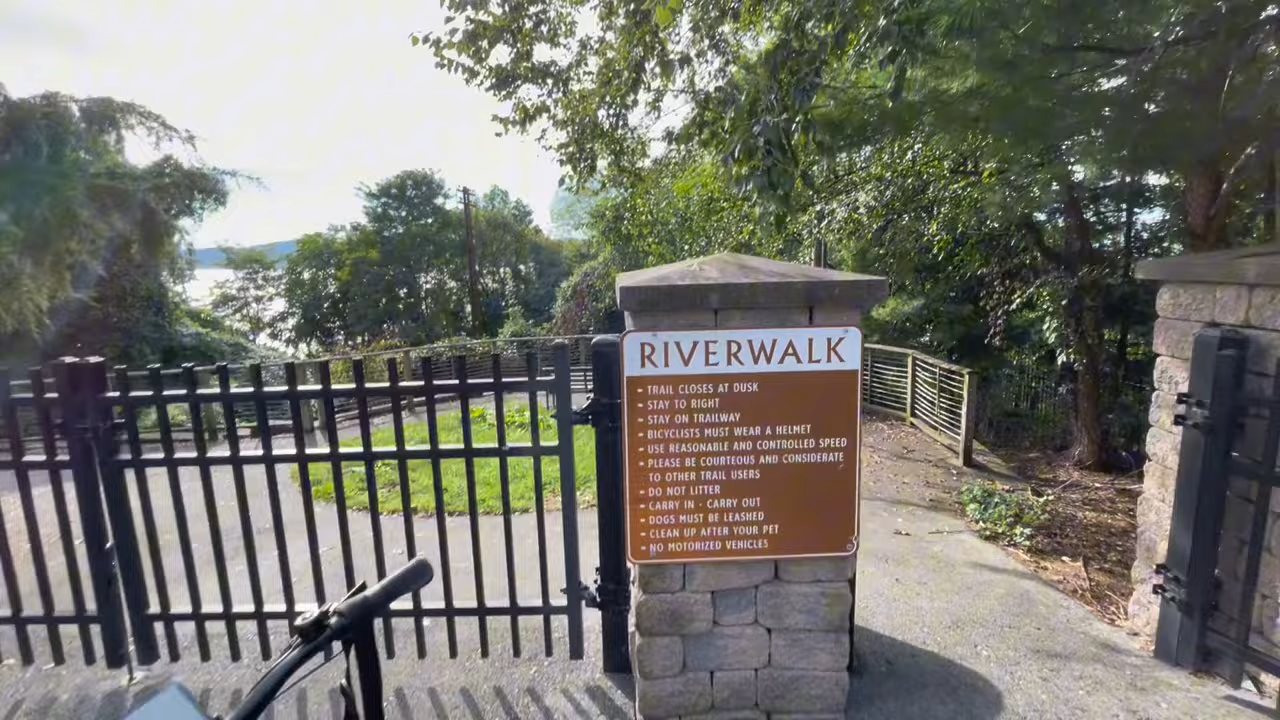 RIVERWALK
- TRAIL CLOSES AT DUSK
- STAY TO RIGHT
- STAY ON TRAILWAY
- BICYCLISTS MUST WEAR A HELMET
- USE REASONABLE AND CONTROLLED SPEED
- PLEASE BE COURTEOUS AND CONSIDERATE
TO OTHER TRAIL USERS
- DO NOT LITTER
- CARRY IN - CARRY OUT
- DOGS MUST BE LEASHED
- CLEAN UP AFTER YOUR PET
- NO MOTORIZED VEHICLES